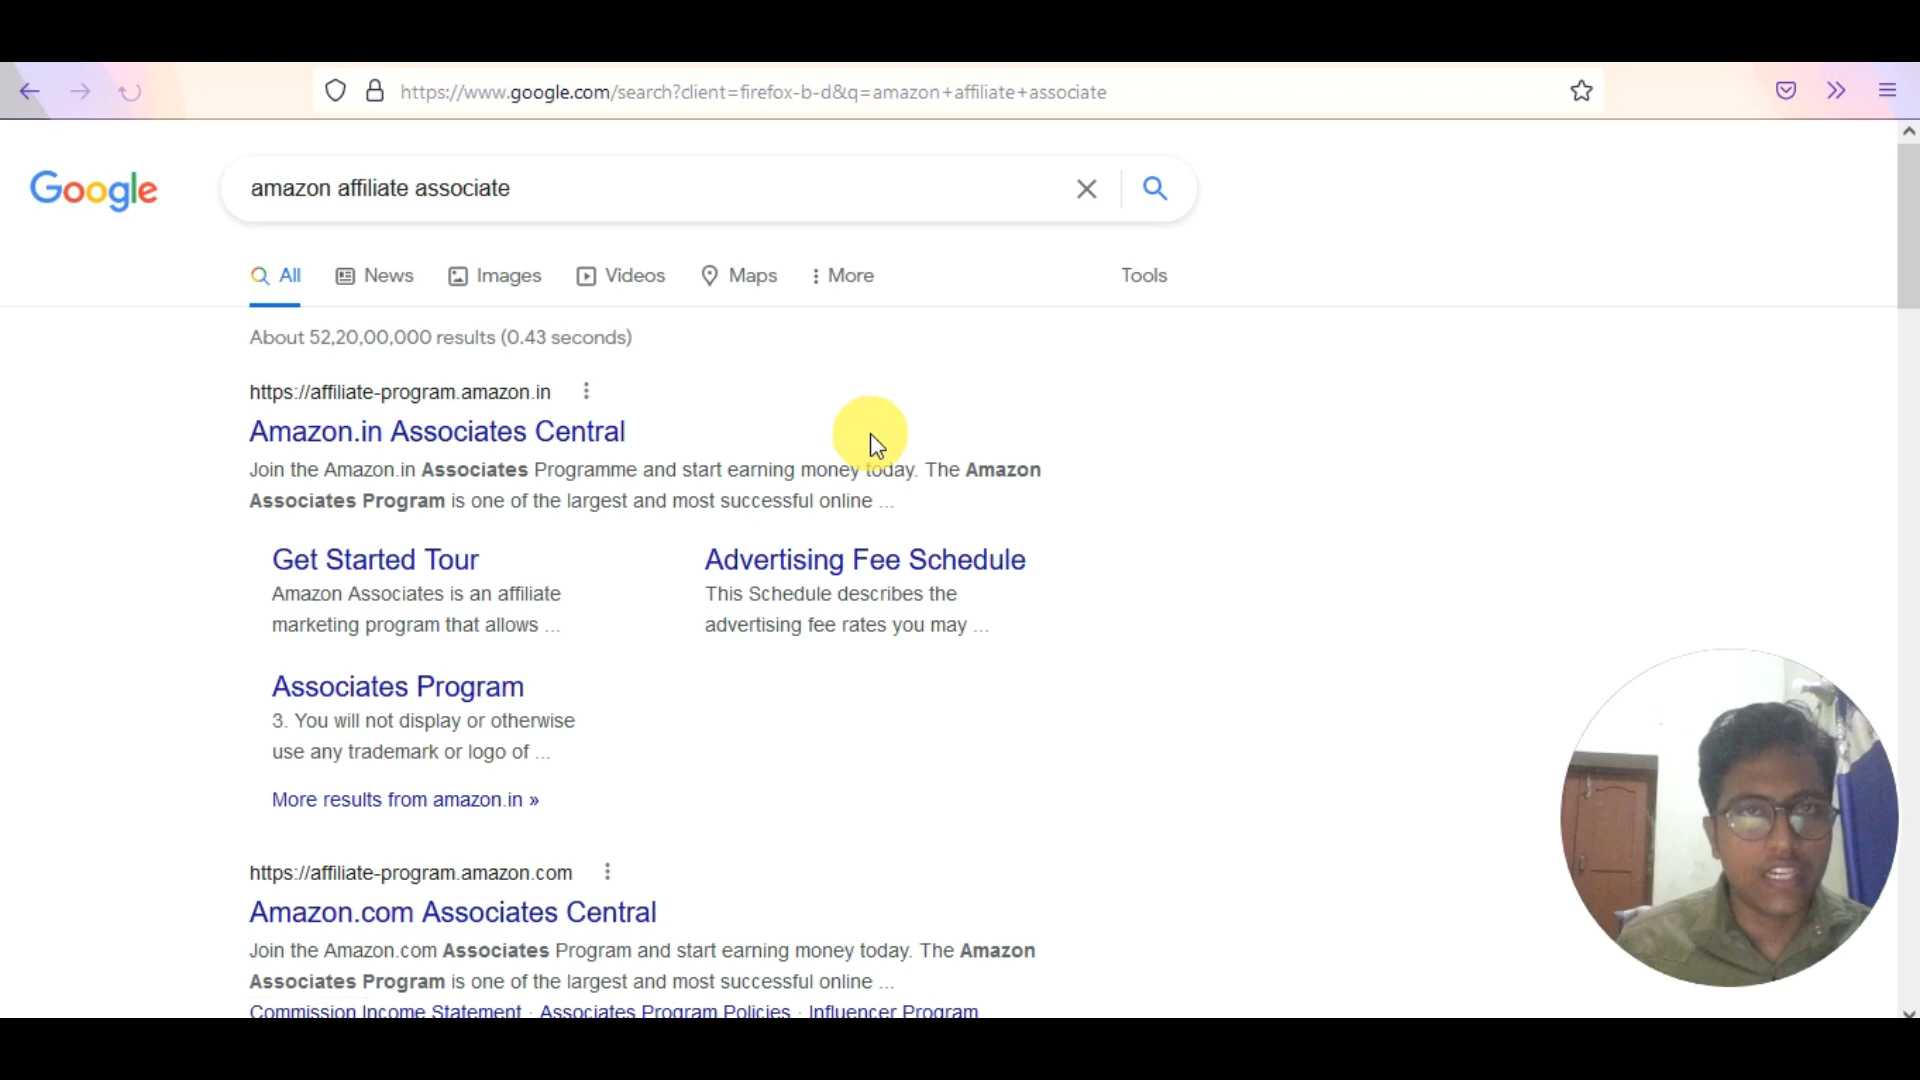 https://www.google.com/search?client=firefox-b-d&q=amazon+affiliate+associate
Google
amazon affiliate associate
All News Images Videos Maps More Tools
About 52,20,00,000 results (0.43 seconds)
https://affiliate-program.amazon.in
Amazon.in Associates Central
Join the Amazon.in Associates Programme and start earning money today. The Amazon
Associates Program is one of the largest and most successful online ...
Get Started Tour
Amazon Associates is an affiliate
marketing program that allows ...
Advertising Fee Schedule
This Schedule describes the
advertising fee rates you may ...
Associates Program
3. You will not display or otherwise
use any trademark or logo of ...
More results from amazon.in »
https://affiliate-program.amazon.com
Amazon.com Associates Central
Join the Amazon.com Associates Program and start earning money today. The Amazon
Associates Program is one of the largest and most successful online ...
Commission Income Statement · Associates Program Policies · Influencer Program